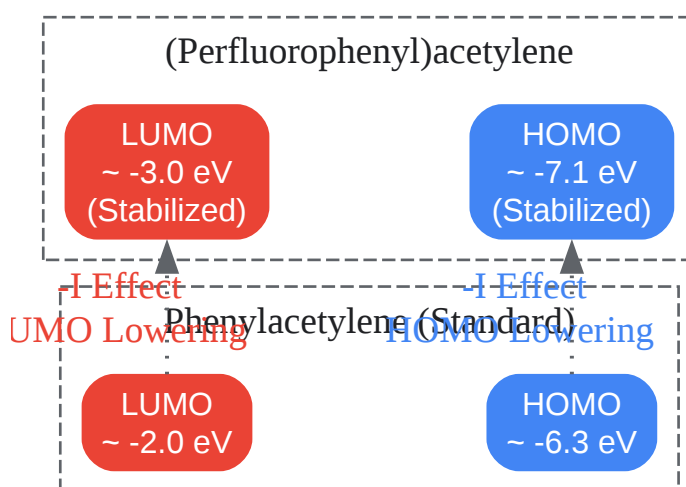 (Perfluorophenyl)acetylene
LUMO
~ -3.0 eV
(Stabilized)
HOMO
~ -7.1 eV
(Stabilized)
-I Effect
UMO Lowering
-I Effect
HOMO Lowering
Phenylacetylene (Standard)
LUMO
~ -2.0 eV
HOMO
~ -6.3 eV